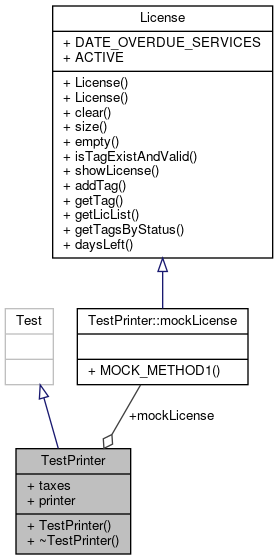 License
+ DATE_OVERDUE_SERVICES
+ ACTIVE
+ License()
+ License()
+ clear()
+ size()
+ empty()
+ isTagExistAndValid()
+ showLicense()
+ addTag()
+ getTag()
+ getLicList()
+ getTagsByStatus()
+ daysLeft()
Test
TestPrinter::mockLicense
+ MOCK_METHOD1()
+mockLicense
TestPrinter
+ taxes
+ printer
+ TestPrinter()
+ ~TestPrinter()